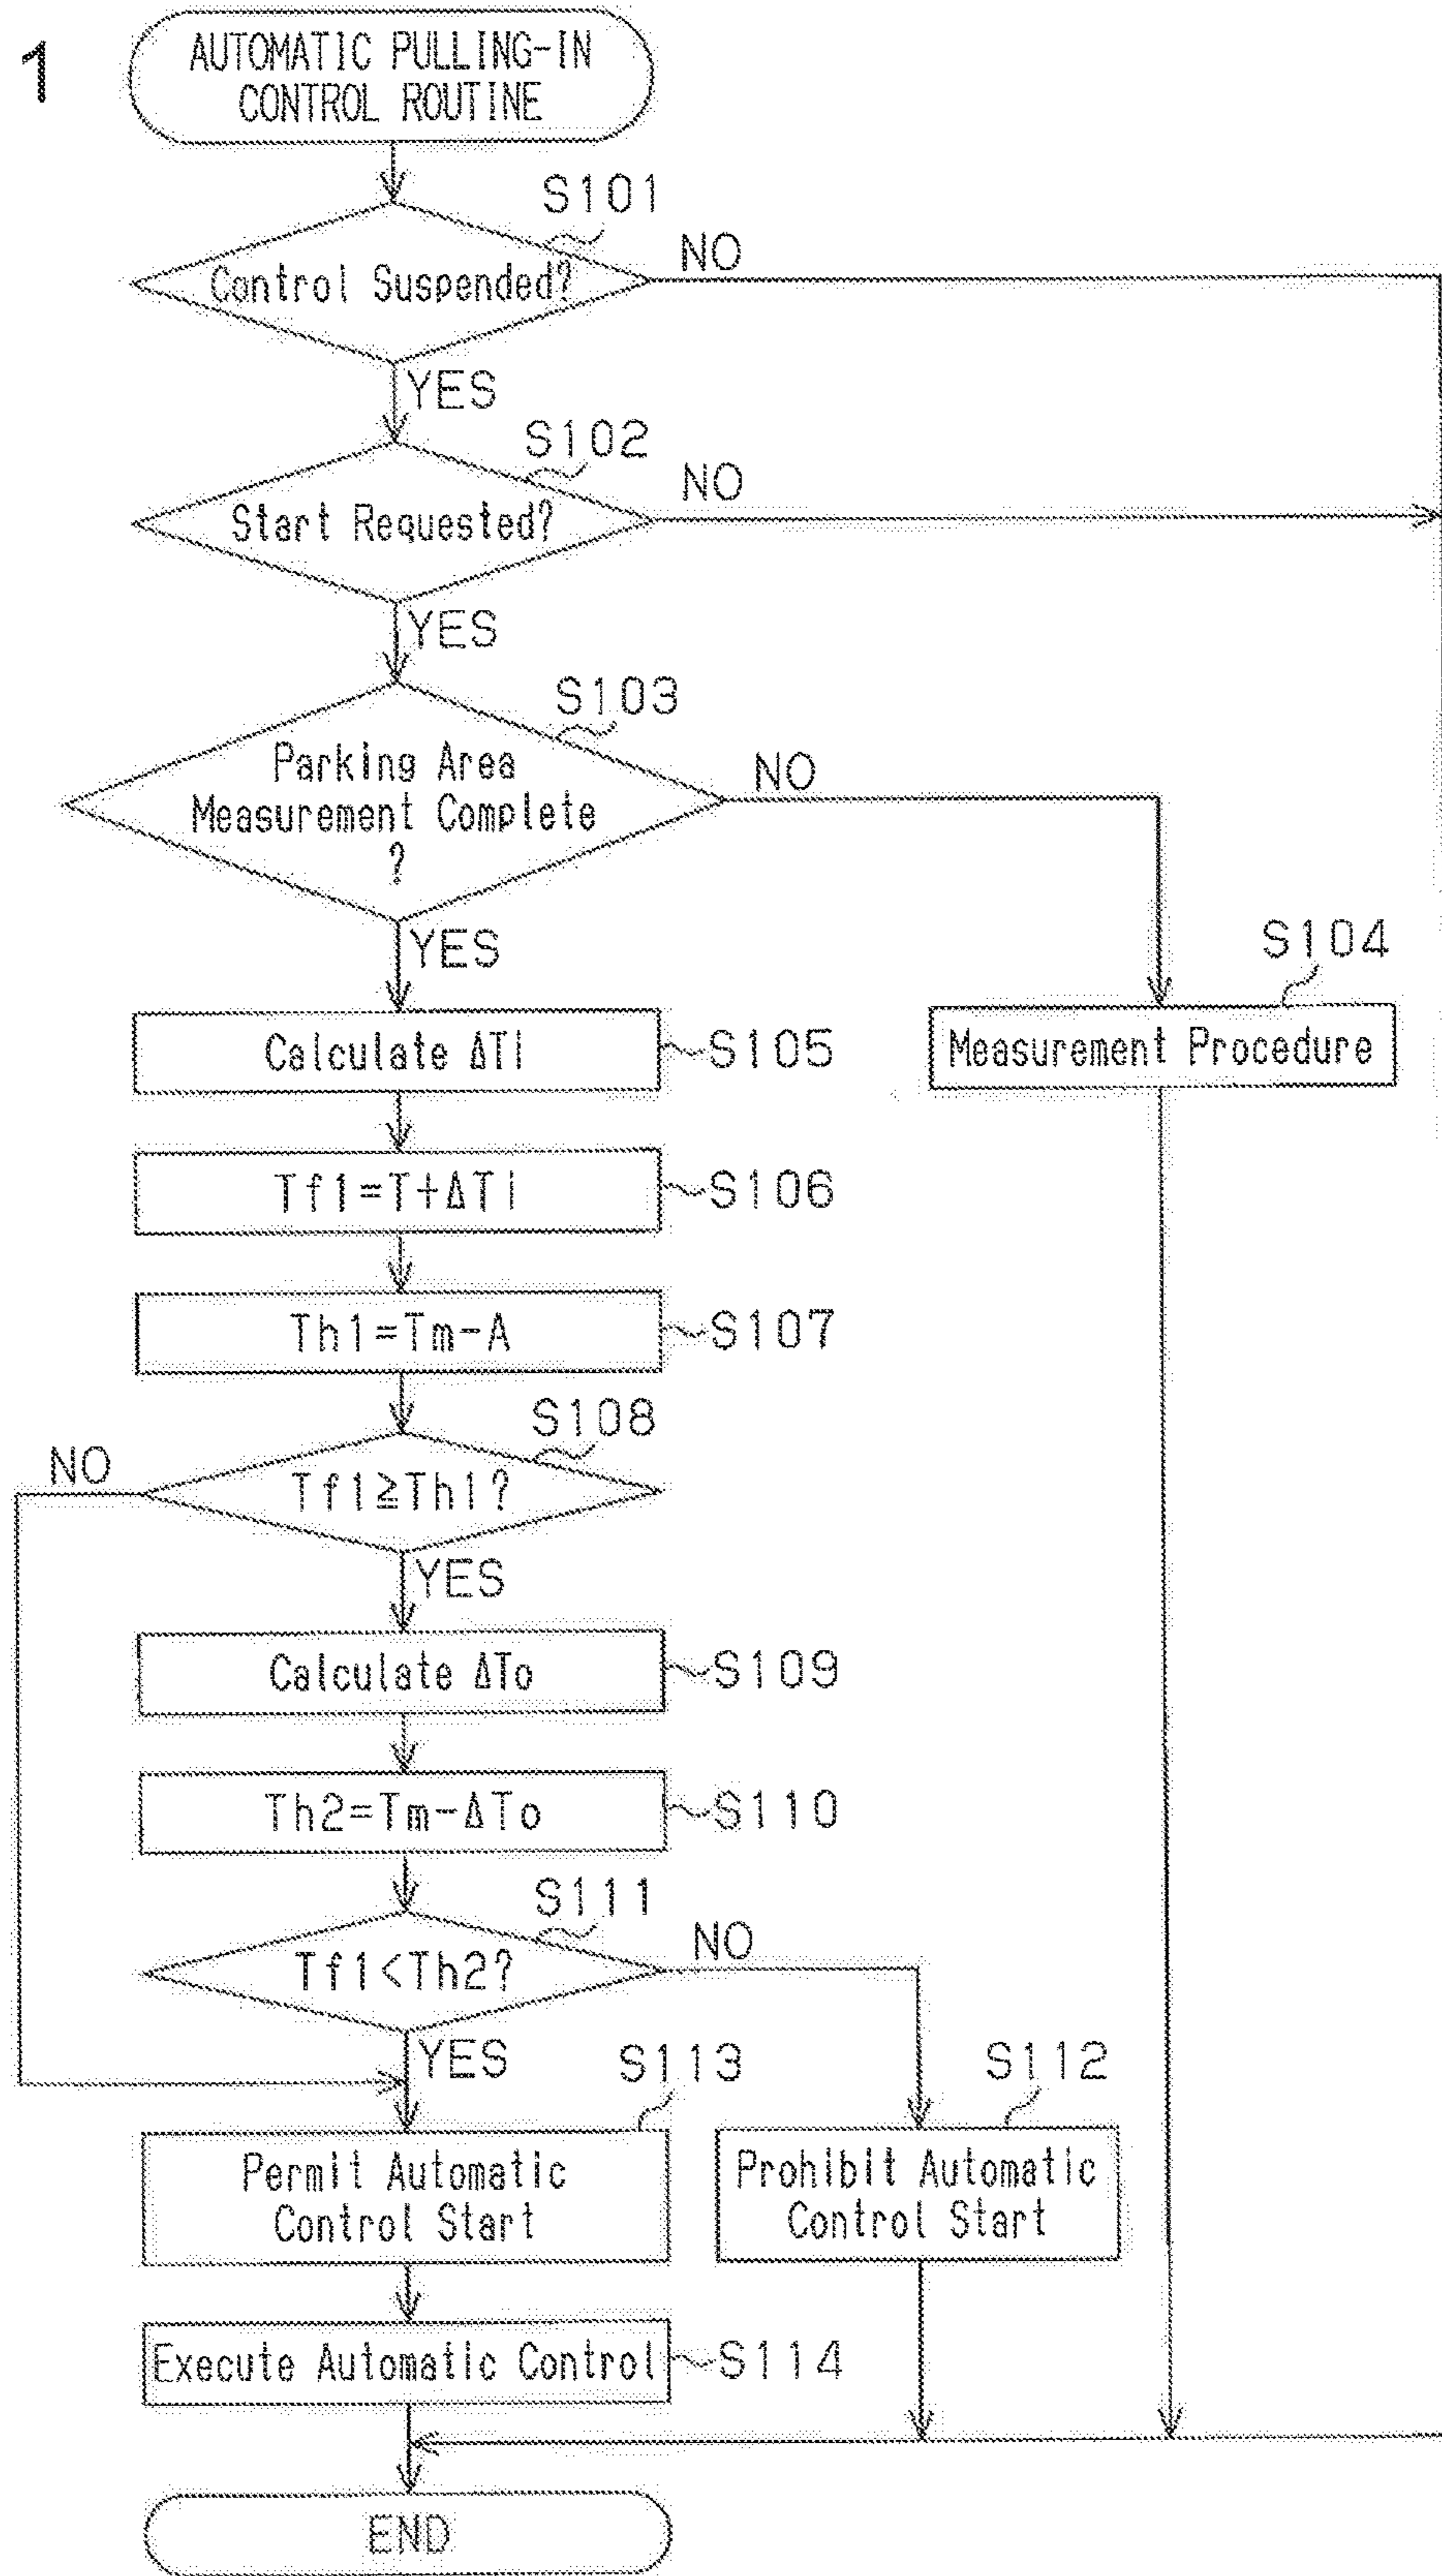 1
AUTOMATIC PULLING-IN
CONTROL ROUTINE
S101
Control Suspended?
NO
YES
S102
Start Requested?
NO
YES
S103
Parking Area
Measurement Complete
?
NO
YES
S104
Measurement Procedure
Calculate ΔTi
S105
Tf1=T+ΔTi
S106
Th1=Tm-A
S107
S108
NO
Tf1≧Th1?
YES
Calculate ΔTo
S109
Th2=Tm-ΔTo
S110
S111
Tf1<Th2?
NO
YES
S113
S112
Permit Automatic
Control Start
Prohibit Automatic
Control Start
Execute Automatic Control
S114
END